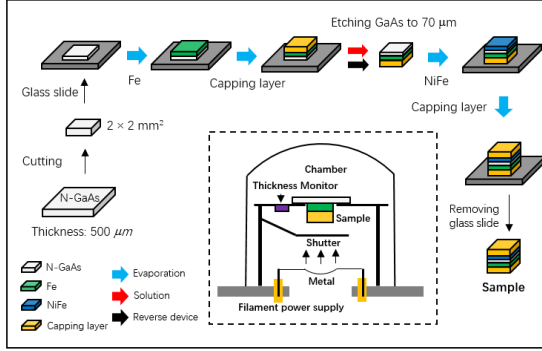 Etching GaAs to 70 μm
Fe
Capping layer
NiFe
Glass slide
Capping layer
2 × 2 mm²
Cutting
Chamber
N-GaAs
Thickness Monitor
Sample
Removing
glass slide
Thickness: 500 μm
Shutter
N-GaAs
Evaporation
Metal
Sample
Fe
Solution
NiFe
Filament power supply
Capping layer
Reverse device